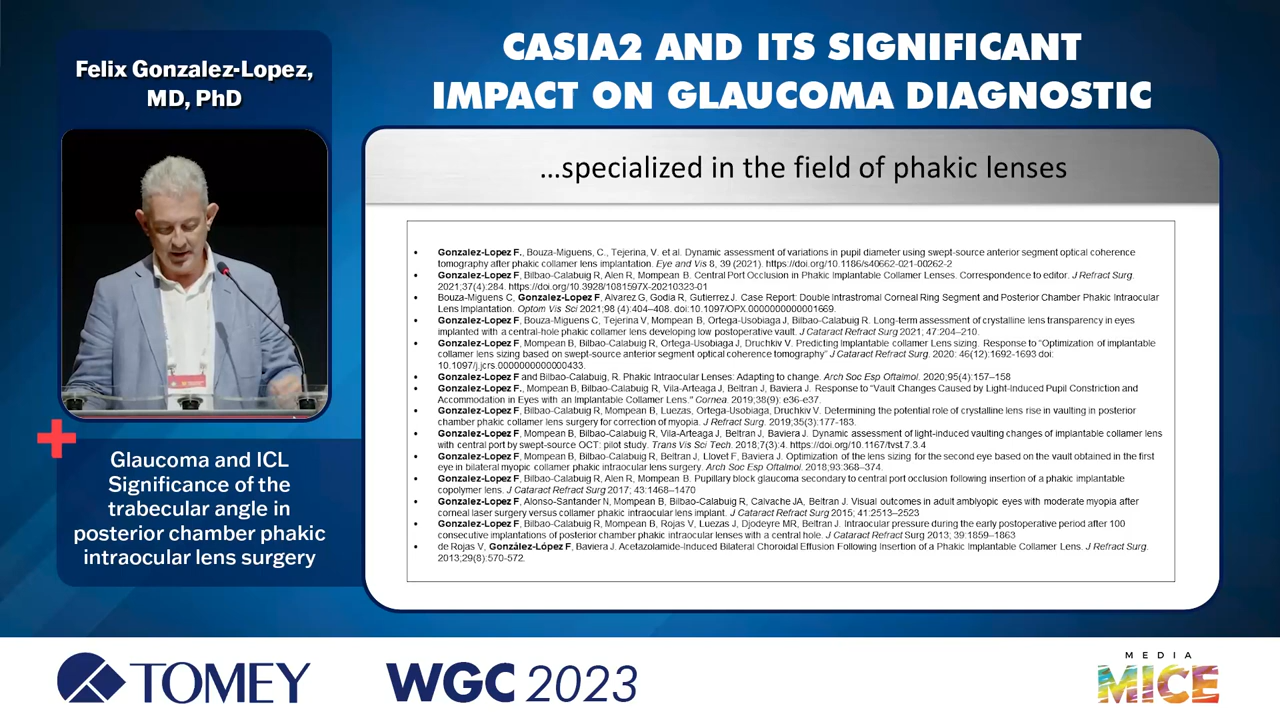 Felix Gonzalez-Lopez,
MD, PhD
CASIA2 AND ITS SIGNIFICANT
IMPACT ON GLAUCOMA DIAGNOSTIC
...specialized in the field of phakic lenses
• Gonzalez-Lopez F., Bouza-Miguens, C., Tejerina, V. et al. Dynamic assessment of variations in pupil diameter using swept-source anterior segment optical coherence
tomography after phakic collamer lens implantation. Eye and Vis 8, 39 (2021). https://doi.org/10.1186/s40662-021-00262-2
• Gonzalez-Lopez F, Bilbao-Calabuig R, Alen R, Mompean B. Central Port Occlusion in Phakic Implantable Collamer Lenses. Correspondence to editor. J Refract Surg.
2021;37(4):284. https://doi.org/10.3928/1081597X-20210323-01
• Bouza-Miguens C, Gonzalez-Lopez F, Alvarez G, Godia R, Gutierrez J. Case Report: Double Intrastromal Corneal Ring Segment and Posterior Chamber Phakic Intraocular
Lens Implantation. Optom Vis Sci 2021;98 (4):404–408. doi:10.1097/OPX.0000000000001669.
• Gonzalez-Lopez F, Bouza-Miguens C, Tejerina V, Mompean B, Ortega-Usobiaga J, Bilbao-Calabuig R. Long-term assessment of crystalline lens transparency in eyes
implanted with a central-hole phakic collamer lens developing low postoperative vault. J Cataract Refract Surg 2021; 47:204–210.
• Gonzalez-Lopez F, Mompean B, Bilbao-Calabuig R, Ortega-Usobiaga J, Druchkiv D. Predicting Implantable collamer Lens sizing. Response to "Optimization of implantable
collamer lens sizing based on swept-source anterior segment optical coherence tomography" J Cataract Refract Surg. 2020: 46(12):1692-1693 doi:
10.1097/j.jcrs.0000000000000433.
• Gonzalez-Lopez F and Bilbao-Calabuig, R. Phakic Intraocular Lenses: Adapting to change. Arch Soc Esp Oftalmol. 2020;95(4):157–158
• Gonzalez-Lopez F., Mompean B, Bilbao-Calabuig R, Vila-Arteaga J, Beltran J, Baviera J. Response to "Vault Changes Caused by Light-Induced Pupil Constriction and
Accommodation in Eyes with an Implantable Collamer Lens." Cornea. 2019;38(9): e36-e37.
• Gonzalez-Lopez F, Bilbao-Calabuig R, Mompean B, Luezas, Ortega-Usobiaga, Druchkiv D. Determining the potential role of crystalline lens rise in vaulting in posterior
chamber phakic collamer lens surgery for correction of myopia. J Refract Surg. 2019;35(3):177-183.
• Gonzalez-Lopez F, Mompean B, Bilbao-Calabuig R, Vila-Arteaga J, Beltran J, Baviera J. Dynamic assessment of light-induced vaulting changes of implantable collamer lens
with central port by swept-source OCT: pilot study. Trans Vis Sci Tech. 2018;7(3):4. https://doi.org/10.1167/tvst.7.3.4
• Gonzalez-Lopez F, Mompean B, Bilbao-Calabuig R, Beltran J, Llovet F, Baviera J. Optimization of the lens sizing for the second eye based on the vault obtained in the first
eye in bilateral myopic collamer phakic intraocular lens surgery. Arch Soc Esp Oftalmol. 2018;93:368–374.
• Gonzalez-Lopez F, Bilbao-Calabuig R, Alen R, Mompean B. Pupillary block glaucoma secondary to central port occlusion following insertion of a phakic implantable
copolymer lens. J Cataract Refract Surg 2017; 43:1468–1470
• Gonzalez-Lopez F, Alonso-Santander N, Mompean B, Bilbao-Calabuig R, Calvache JA, Beltran J. Visual outcomes in adult amblyopic eyes with moderate myopia after
corneal laser surgery versus collamer phakic intraocular lens implant. J Cataract Refract Surg 2015; 41:2513–2523
• Gonzalez-Lopez F, Bilbao-Calabuig R, Mompean B, Rojas V, Luezas J, Djodeyre MR, Beltran J. Intraocular pressure during the early postoperative period after 100
consecutive implantations of posterior chamber phakic intraocular lenses with a central hole. J Cataract Refract Surg 2013; 39:1859–1863
• de Rojas V, González-López F, Baviera J. Acetazolamide-Induced Bilateral Choroidal Effusion Following Insertion of a Phakic Implantable Collamer Lens. J Refract Surg.
2013;29(8):570-572.
Glaucoma and ICL
Significance of the
trabecular angle in
posterior chamber phakic
intraocular lens surgery
TOMEY
WGC 2023
MEDIA
MICE